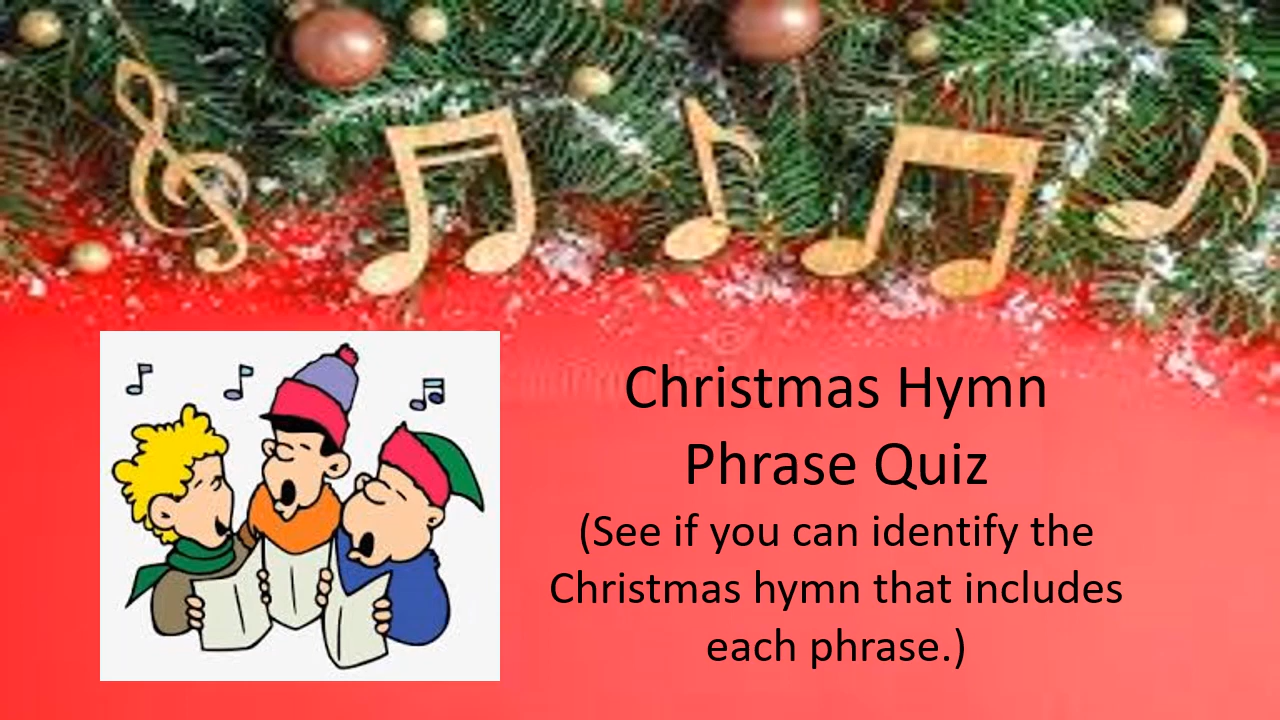 Christmas Hymn
Phrase Quiz
(See if you can identify the
Christmas hymn that includes
each phrase.)